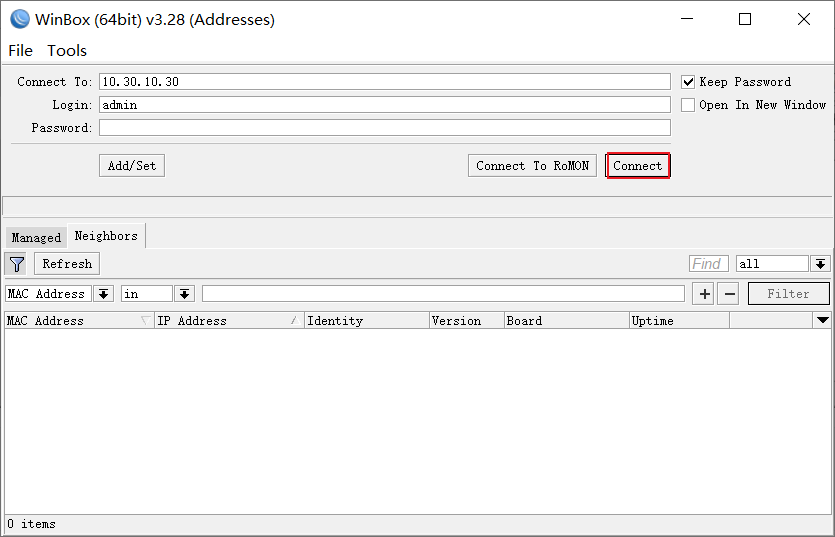 WinBox (64bit) v3.28 (Addresses)
File Tools
Connect To: 10.30.10.30 Keep Password
Login: admin Open In New Window
Password:
Add/Set Connect To RoMON Connect
Managed Neighbors
Refresh Find all
MAC Address in Filter
MAC Address IP Address Identity Version Board Uptime
0 items